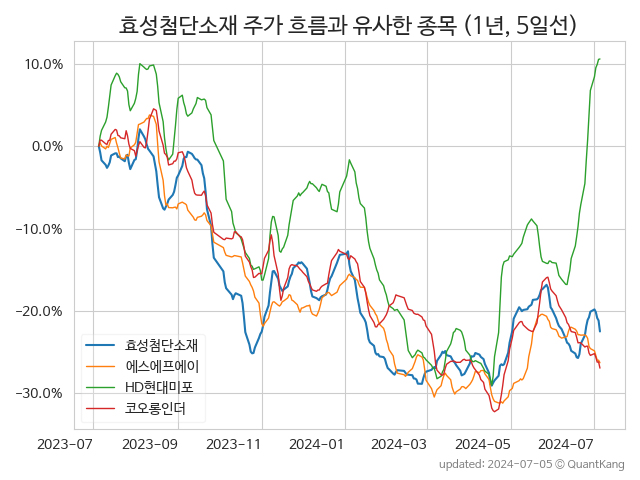 효성첨단소재 주가 흐름과 유사한 종목 (1년, 5일선)
10.0%
0.0%
-10.0%
-20.0%
-30.0%
효성첨단소재
에스에프에이
HD현대미포
코오롱인더
2023-07 2023-09 2023-11 2024-01 2024-03 2024-05 2024-07
updated: 2024-07-05 © QuantKang